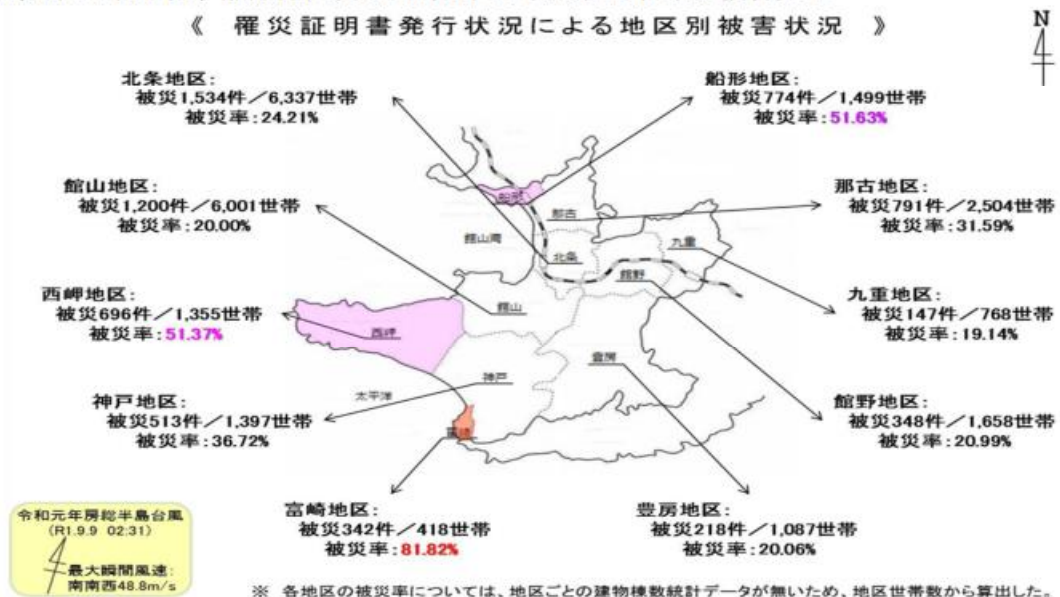 《 罹災証明書発行状況による地区別被害状況 》
N
北条地区:
被災1,534件／6,337世帯
被災率:24.21%
船形地区:
被災774件／1,499世帯
被災率:51.63%
館山地区:
被災1,200件／6,001世帯
被災率:20.00%
那古地区:
被災791件／2,504世帯
被災率:31.59%
西岬地区:
被災696件／1,355世帯
被災率:51.37%
九重地区:
被災147件／768世帯
被災率:19.14%
神戸地区:
被災513件／1,397世帯
被災率:36.72%
館野地区:
被災348件／1,658世帯
被災率:20.99%
富崎地区:
被災342件／418世帯
被災率:81.82%
豊房地区:
被災218件／1,087世帯
被災率:20.06%
船形
那古
館山湾
北条
九重
館野
館山
西岬
豊房
神戸
太平洋
令和元年房総半島台風
(R1.9.9 02:31)
最大瞬間風速:
南南西48.8m/s
※ 各地区の被災率については、地区ごとの建物棟数統計データが無いため、地区世帯数から算出した。